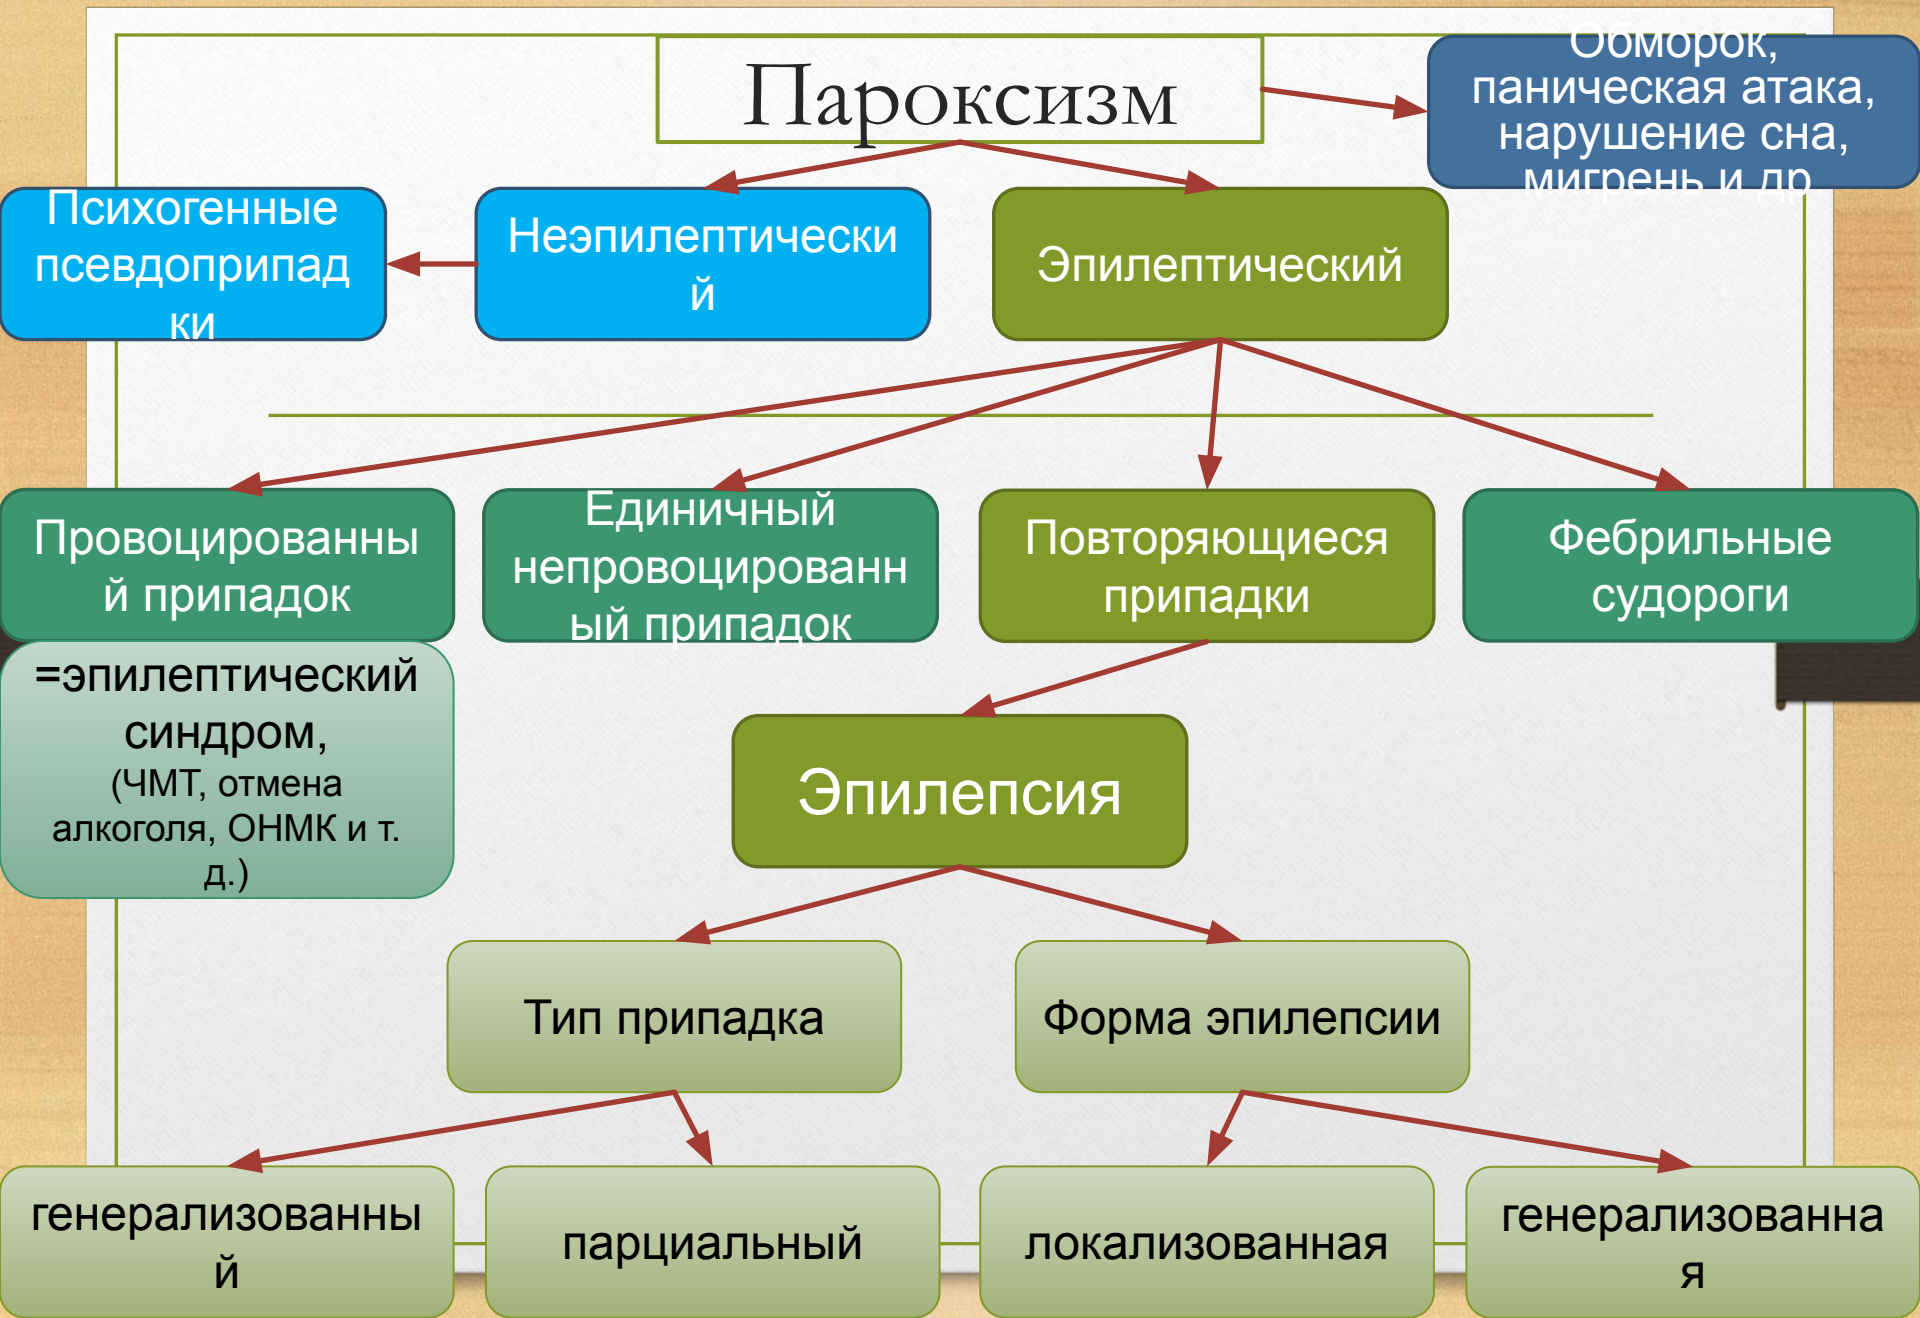 Пароксизм
Обморок,
паническая атака,
нарушение сна,
мигрень и др.
Психогенные
псевдоприпад
ки
Неэпилептически
й
Эпилептический
Провоцированны
й припадок
Единичный
непровоцированн
ый припадок
Повторяющиеся
припадки
Фебрильные
судороги
=эпилептический
синдром,
(ЧМТ, отмена
алкоголя, ОНМК и т.
д.)
Эпилепсия
Тип припадка
Форма эпилепсии
генерализованны
й
парциальный
локализованная
генерализованна
я